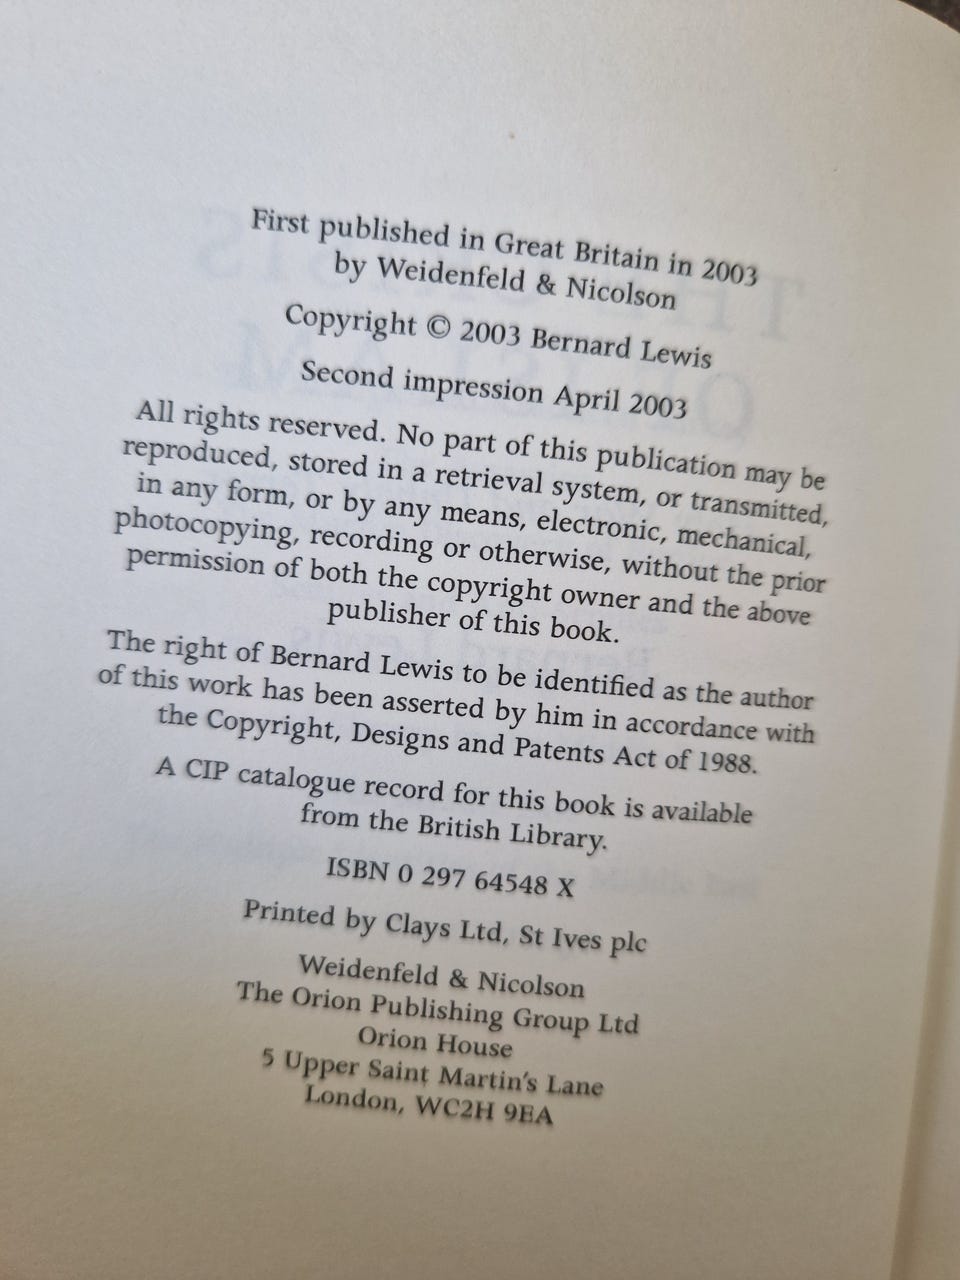 First published in Great Britain in 2003
by Weidenfeld & Nicolson
Copyright © 2003 Bernard Lewis
Second impression April 2003
All rights reserved. No part of this publication may be
reproduced, stored in a retrieval system, or transmitted,
in any form, or by any means, electronic, mechanical,
photocopying, recording or otherwise, without the prior
permission of both the copyright owner and the above
publisher of this book.
The right of Bernard Lewis to be identified as the author
of this work has been asserted by him in accordance with
the Copyright, Designs and Patents Act of 1988.
A CIP catalogue record for this book is available
from the British Library.
ISBN 0 297 64548 X
Printed by Clays Ltd, St Ives plc
Weidenfeld & Nicolson
The Orion Publishing Group Ltd
Orion House
5 Upper Saint Martin's Lane
London, WC2H 9EA